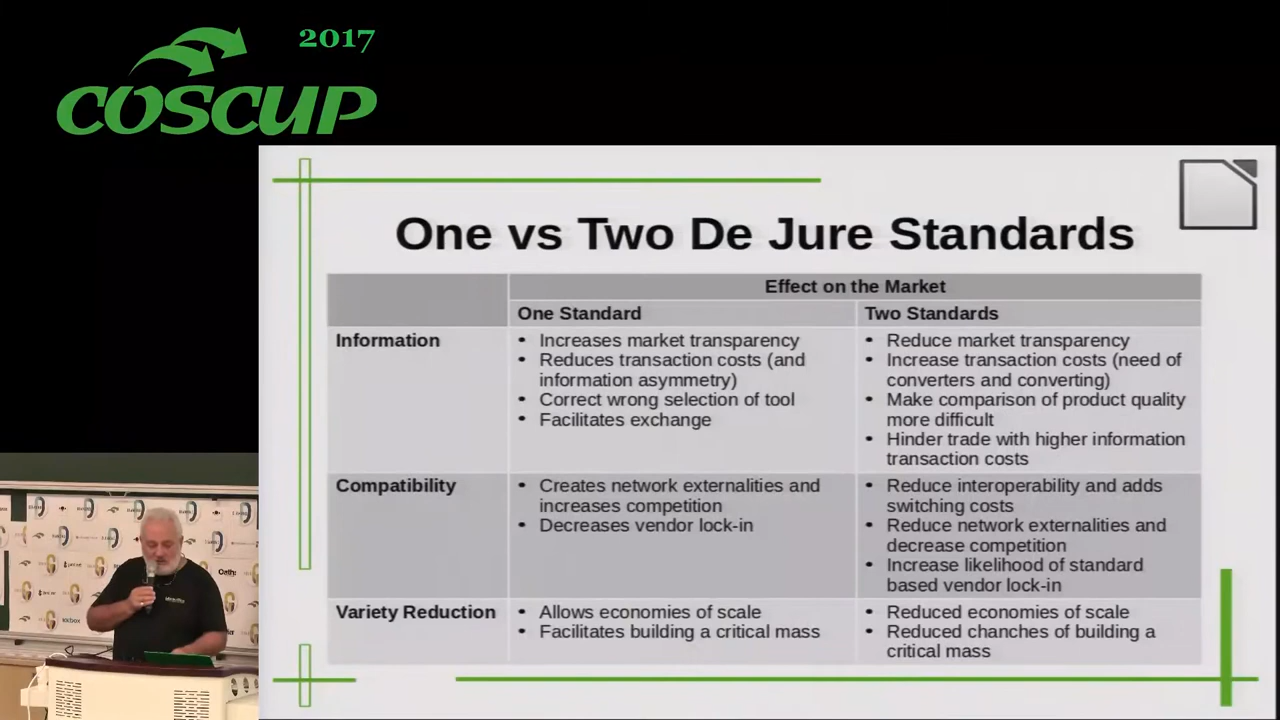 2017
COSCUP
One vs Two De Jure Standards
Effect on the Market
One Standard
Two Standards
Information
• Increases market transparency
• Reduces transaction costs (and
information asymmetry)
• Correct wrong selection of tool
• Facilitates exchange
• Reduce market transparency
• Increase transaction costs (need of
converters and converting)
• Make comparison of product quality
more difficult
• Hinder trade with higher information
transaction costs
Compatibility
• Creates network externalities and
increases competition
• Decreases vendor lock-in
• Reduce interoperability and adds
switching costs
• Reduce network externalities and
decrease competition
• Increase likelihood of standard
based vendor lock-in
Variety Reduction
• Allows economies of scale
• Facilitates building a critical mass
• Reduced economies of scale
• Reduced chanches of building a
critical mass